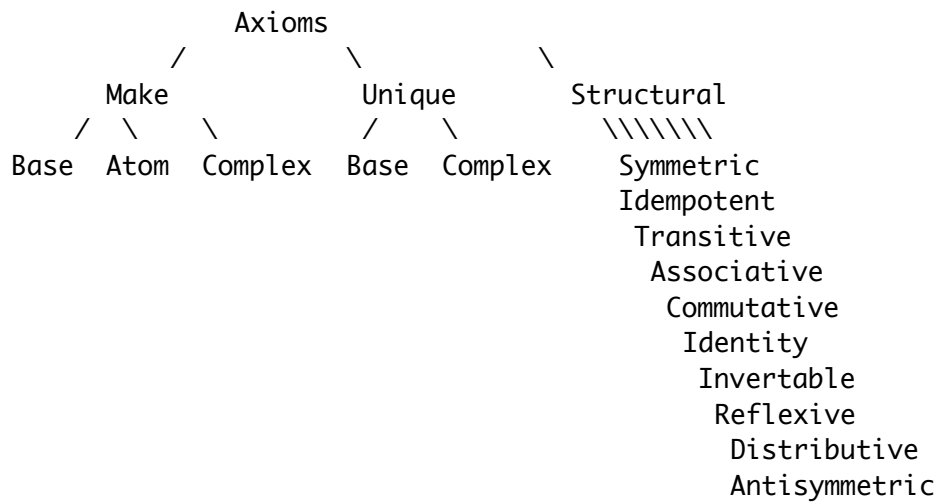 Axioms
Make Unique Structural
Base Atom Complex Base Complex Symmetric
Idempotent
Transitive
Associative
Commutative
Identity
Invertable
Reflexive
Distributive
Antisymmetric